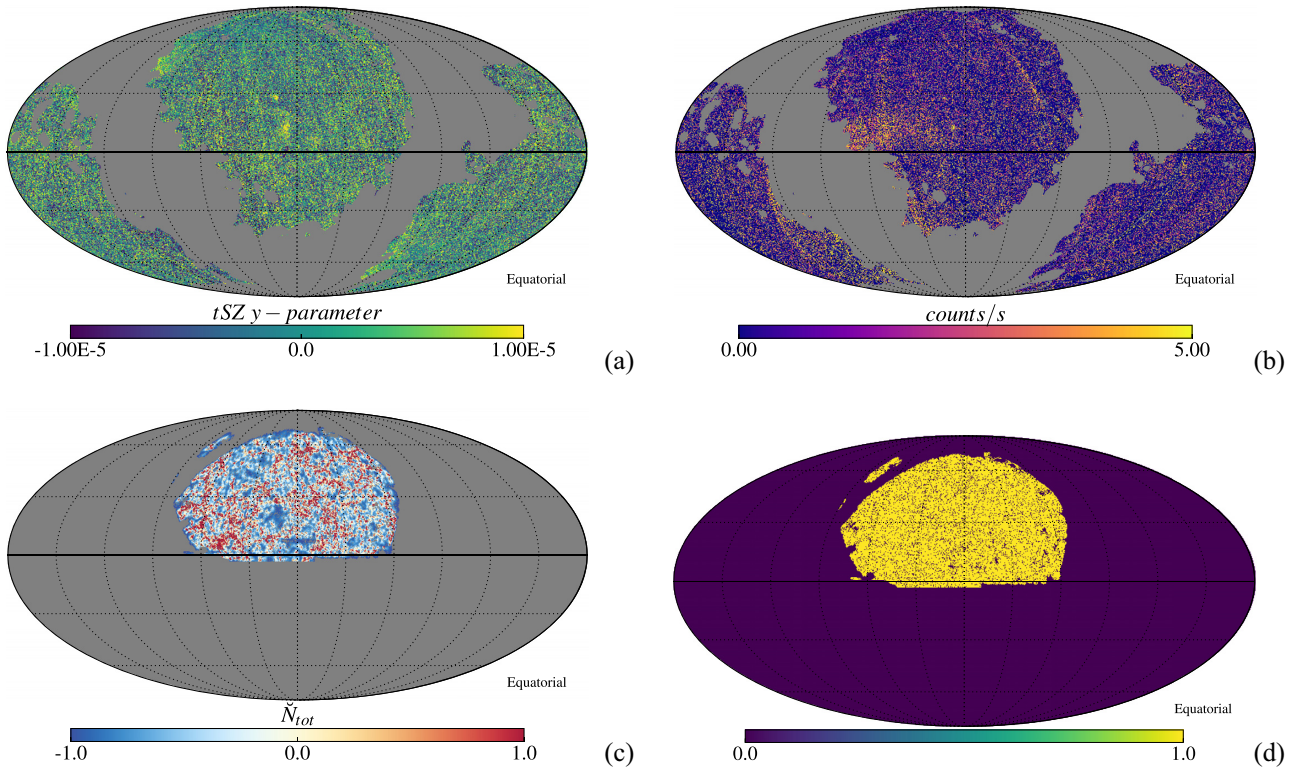 Equatorial
tSZ y − parameter
-1.00E-5 0.0 1.00E-5
(a)
Equatorial
counts/s
0.00 5.00
(b)
Equatorial
N̆tot
-1.0 0.0 1.0
(c)
Equatorial
0.0 1.0
(d)